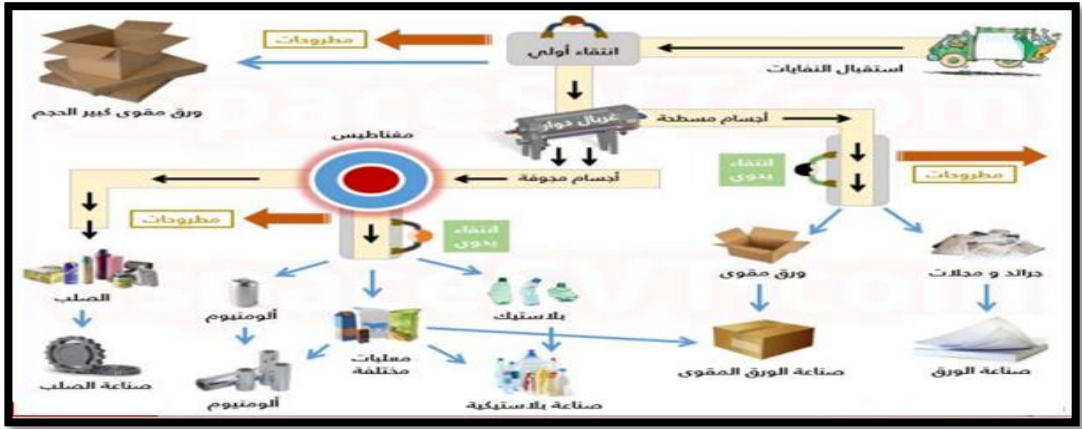 استقبال النفايات
انتقاء أولي
مطروحات
ورق مقوى كبير الحجم
غربال دوار
أجسام مسطحة
انتقاء
يدوي
مطروحات
مغناطيس
أجسام مجوفة
مطروحات
انتقاء
يدوي
جرائد و مجلات
ورق مقوى
بلاستيك
ألومنيوم
الصلب
معلبات
مختلفة
صناعة الورق
صناعة الورق المقوى
صناعة بلاستيكية
ألومنيوم
صناعة الصلب